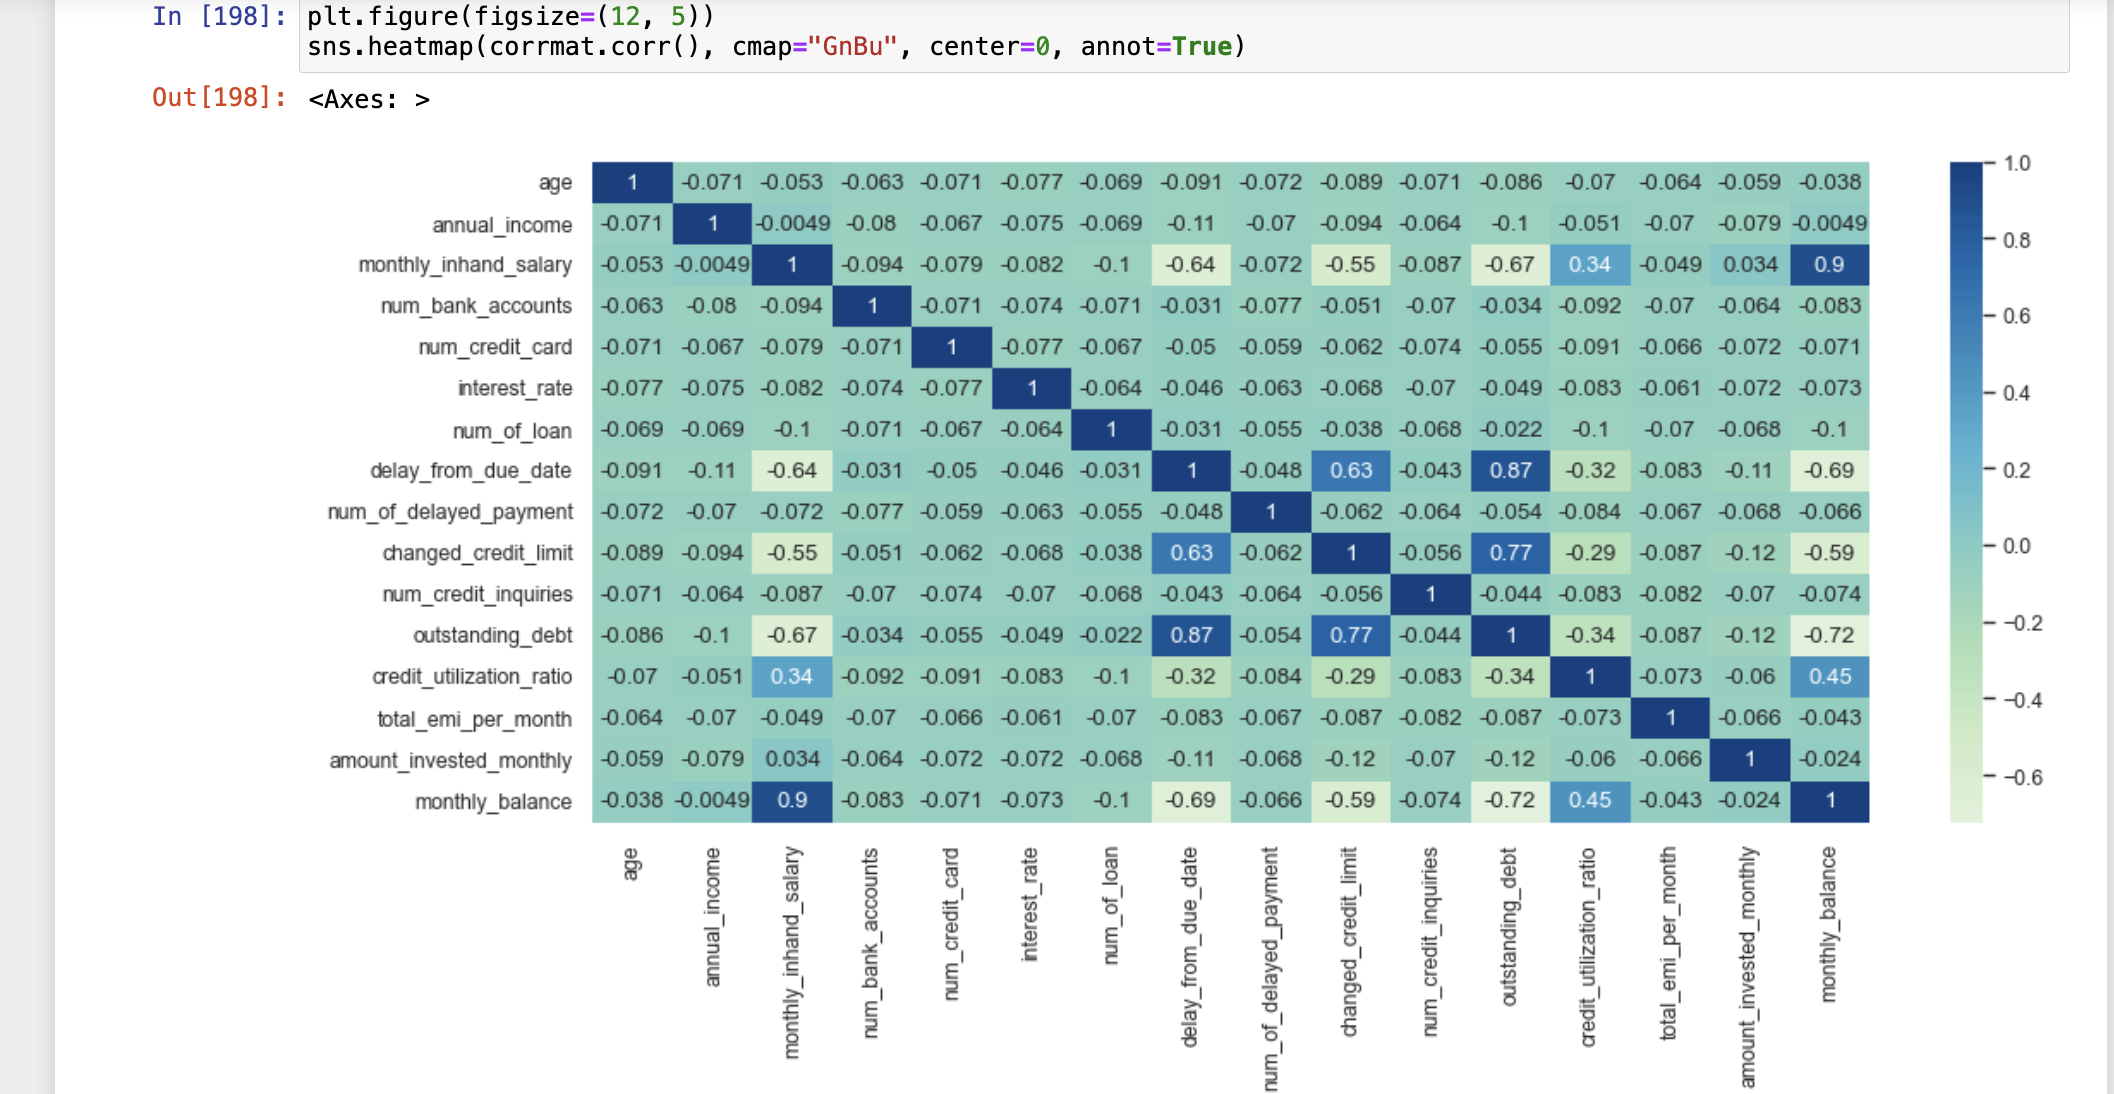 In [198]: plt.figure(figsize=(12, 5))
sns.heatmap(corrmat.corr(), cmap="GnBu", center=0, annot=True)
Out[198]: <Axes: >
age 1 -0.071 -0.053 -0.063 -0.071 -0.077 -0.069 -0.091 -0.072 -0.089 -0.071 -0.086 -0.07 -0.064 -0.059 -0.038
annual_income -0.071 1 -0.0049 -0.08 -0.067 -0.075 -0.069 -0.11 -0.07 -0.094 -0.064 -0.1 -0.051 -0.07 -0.079 -0.0049
monthly_inhand_salary -0.053 -0.0049 1 -0.094 -0.079 -0.082 -0.1 -0.64 -0.072 -0.55 -0.087 -0.67 0.34 -0.049 0.034 0.9
num_bank_accounts -0.063 -0.08 -0.094 1 -0.071 -0.074 -0.071 -0.031 -0.077 -0.051 -0.07 -0.034 -0.092 -0.07 -0.064 -0.083
num_credit_card -0.071 -0.067 -0.079 -0.071 1 -0.077 -0.067 -0.05 -0.059 -0.062 -0.074 -0.055 -0.091 -0.066 -0.072 -0.071
interest_rate -0.077 -0.075 -0.082 -0.074 -0.077 1 -0.064 -0.046 -0.063 -0.068 -0.07 -0.049 -0.083 -0.061 -0.072 -0.073
num_of_loan -0.069 -0.069 -0.1 -0.071 -0.067 -0.064 1 -0.031 -0.055 -0.038 -0.068 -0.022 -0.1 -0.07 -0.068 -0.1
delay_from_due_date -0.091 -0.11 -0.64 -0.031 -0.05 -0.046 -0.031 1 -0.048 0.63 -0.043 0.87 -0.32 -0.083 -0.11 -0.69
num_of_delayed_payment -0.072 -0.07 -0.072 -0.077 -0.059 -0.063 -0.055 -0.048 1 -0.062 -0.064 -0.054 -0.084 -0.067 -0.068 -0.066
changed_credit_limit -0.089 -0.094 -0.55 -0.051 -0.062 -0.068 -0.038 0.63 -0.062 1 -0.056 0.77 -0.29 -0.087 -0.12 -0.59
num_credit_inquiries -0.071 -0.064 -0.087 -0.07 -0.074 -0.07 -0.068 -0.043 -0.064 -0.056 1 -0.044 -0.083 -0.082 -0.07 -0.074
outstanding_debt -0.086 -0.1 -0.67 -0.034 -0.055 -0.049 -0.022 0.87 -0.054 0.77 -0.044 1 -0.34 -0.087 -0.12 -0.72
credit_utilization_ratio -0.07 -0.051 0.34 -0.092 -0.091 -0.083 -0.1 -0.32 -0.084 -0.29 -0.083 -0.34 1 -0.073 -0.06 0.45
total_emi_per_month -0.064 -0.07 -0.049 -0.07 -0.066 -0.061 -0.07 -0.083 -0.067 -0.087 -0.082 -0.087 -0.073 1 -0.066 -0.043
amount_invested_monthly -0.059 -0.079 0.034 -0.064 -0.072 -0.072 -0.068 -0.11 -0.068 -0.12 -0.07 -0.12 -0.06 -0.066 1 -0.024
monthly_balance -0.038 -0.0049 0.9 -0.083 -0.071 -0.073 -0.1 -0.69 -0.066 -0.59 -0.074 -0.72 0.45 -0.043 -0.024 1
age
annual_income
monthly_inhand_salary
num_bank_accounts
num_credit_card
interest_rate
num_of_loan
delay_from_due_date
num_of_delayed_payment
changed_credit_limit
num_credit_inquiries
outstanding_debt
credit_utilization_ratio
total_emi_per_month
amount_invested_monthly
monthly_balance
1.0
0.8
0.6
0.4
0.2
0.0
−0.2
−0.4
−0.6